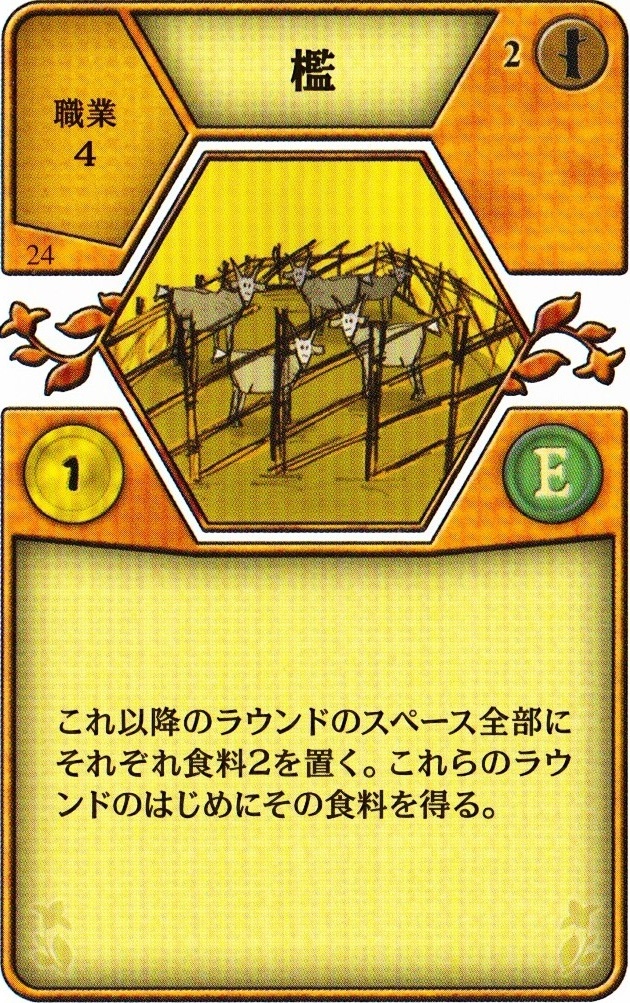 檻
2
職業
4
24
1
E
これ以降のラウンドのスペース全部に
それぞれ食料2を置く。これらのラウ
ンドのはじめにその食料を得る。